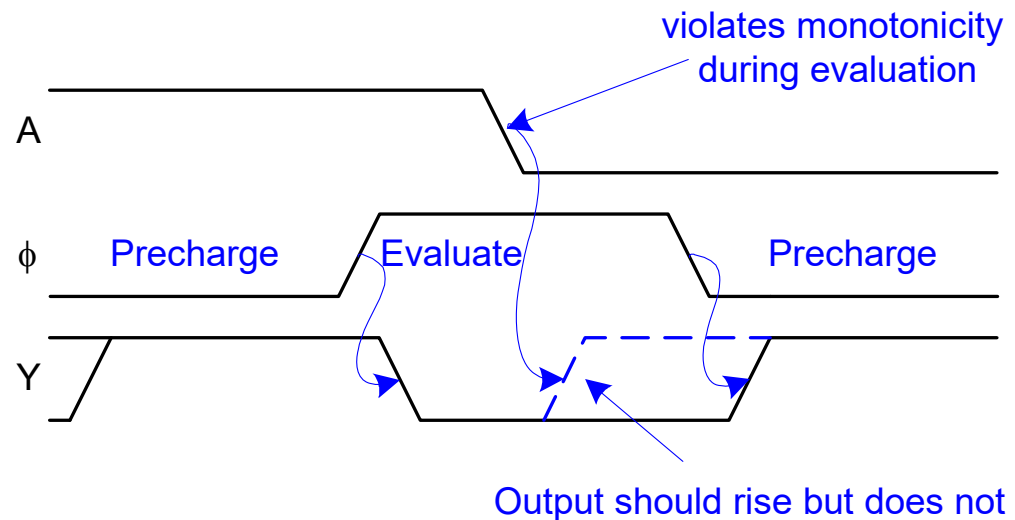 violates monotonicity
during evaluation
A
ϕ
Precharge
Evaluate
Precharge
Y
Output should rise but does not